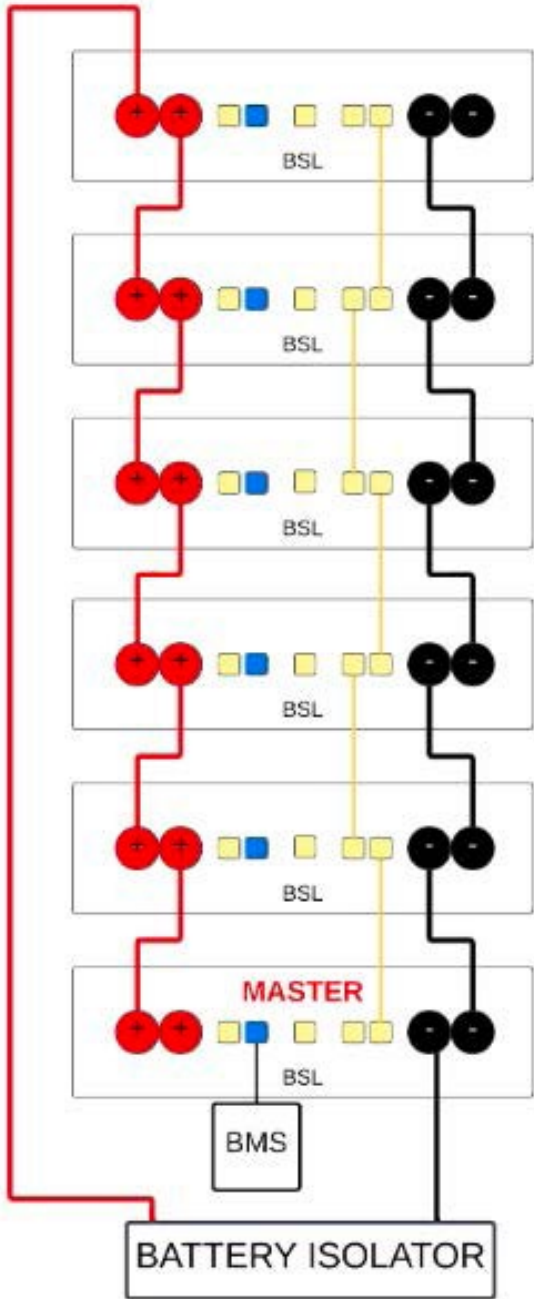 + +
- -
BSL
+ +
- -
BSL
+ +
- -
BSL
+ +
- -
BSL
+ +
- -
BSL
MASTER
+ +
- -
BSL
BMS
BATTERY ISOLATOR